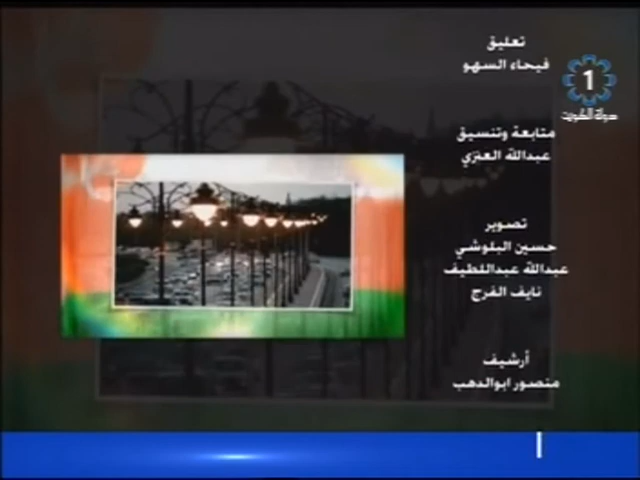 تعليق
فيحاء السهو
1
دولة الكويت
متابعة وتنسيق
عبدالله العنزي
تصوير
حسين البلوشي
عبدالله عبداللطيف
نايف الفرج
أرشيف
منصور ابوالدهب